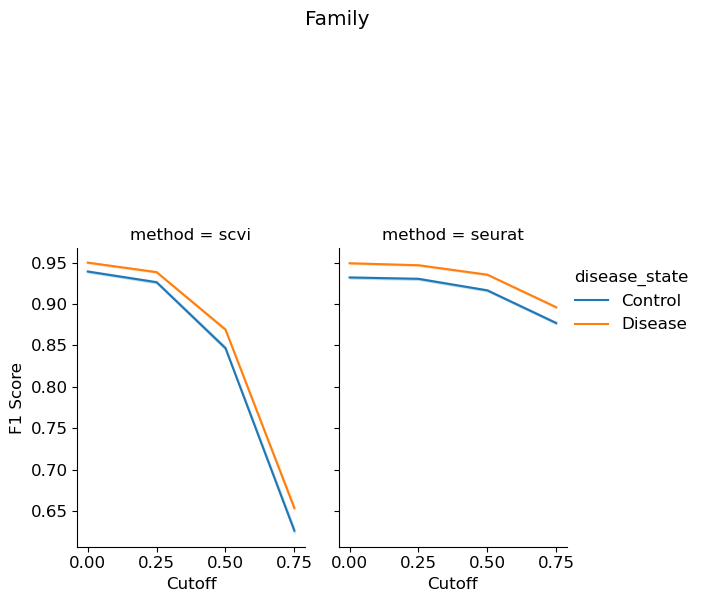 Family
method = scvi
method = seurat
disease_state
Control
Disease
F1 Score
0.95
0.90
0.85
0.80
0.75
0.70
0.65
0.00 0.25 0.50 0.75
0.00 0.25 0.50 0.75
Cutoff
Cutoff